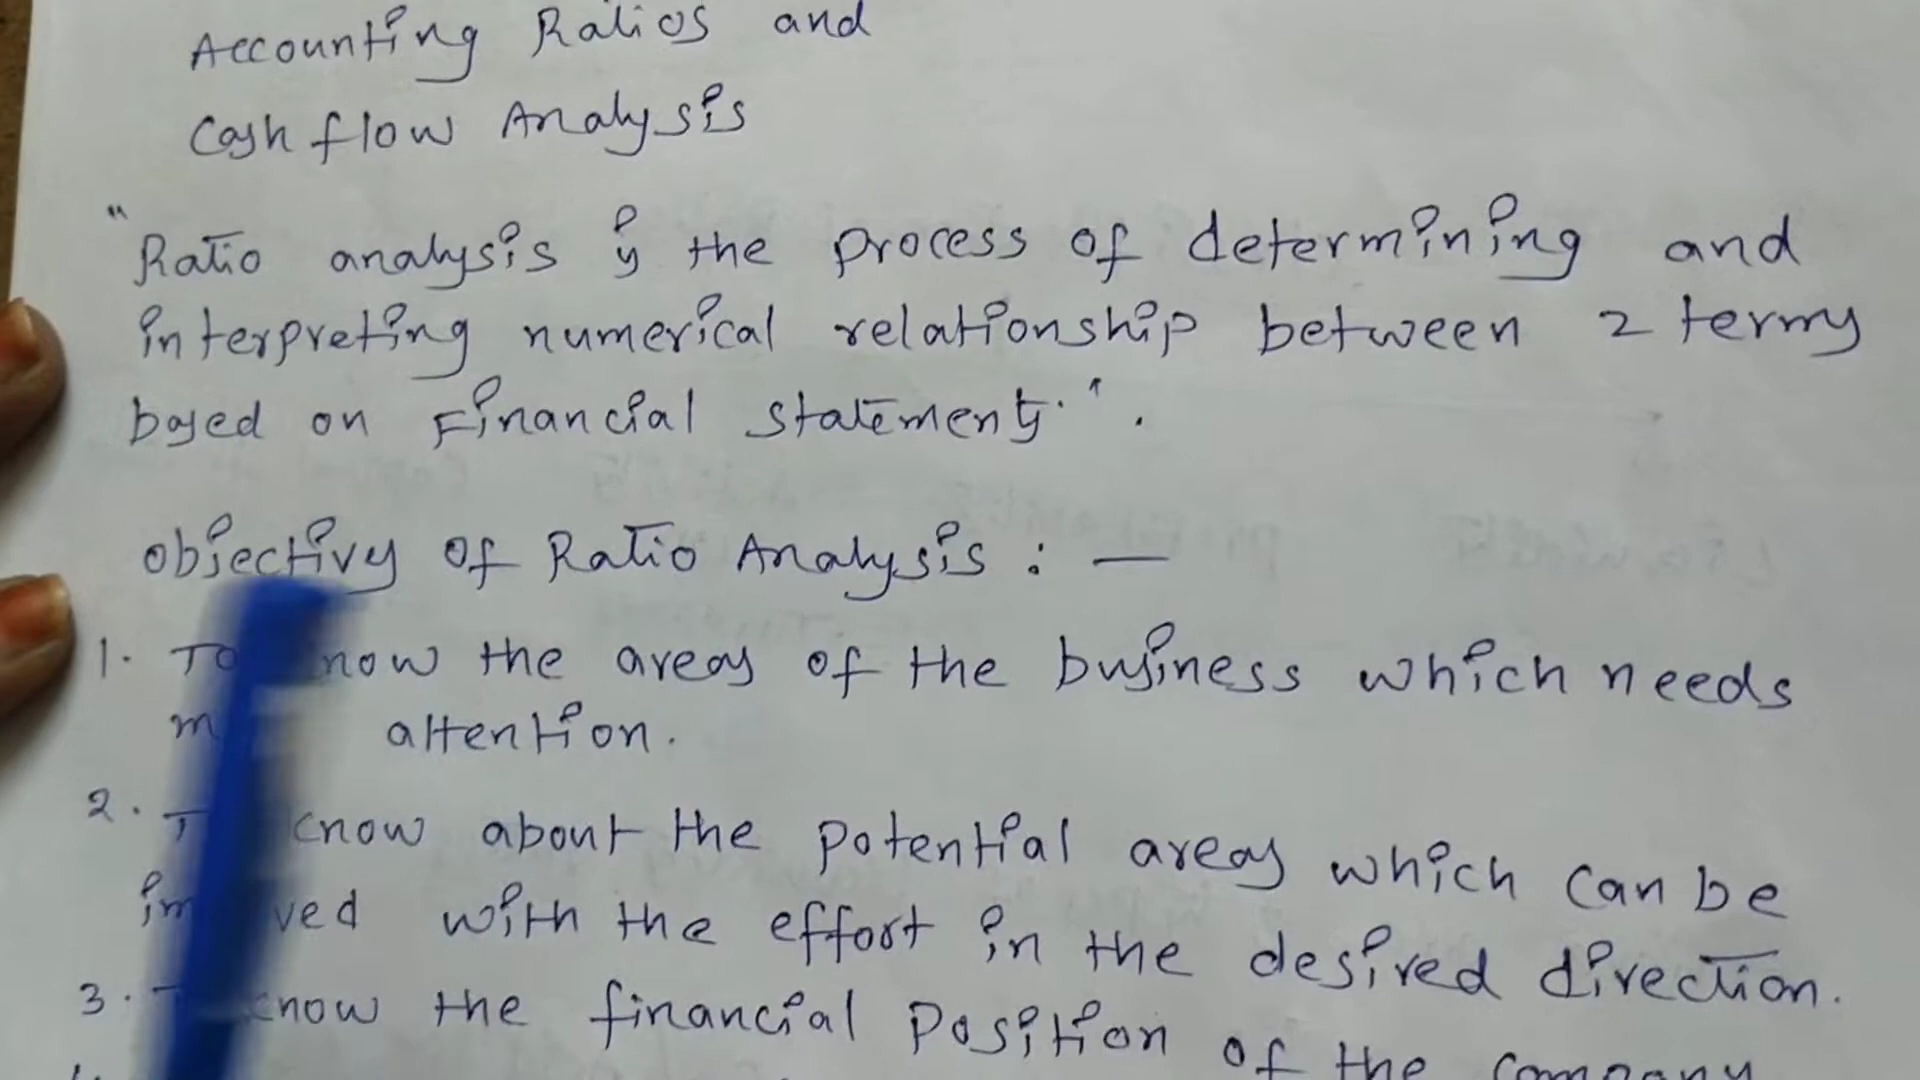 Accounting Ratios and
Cash flow Analysis
"Ratio analysis is the process of determining and
interpreting numerical relationship between 2 terms
based on Financial statements.".
Objectives of Ratio Analysis : —
1. To know the areas of the business which needs
attention.
2. know about the potential areas which can be
with the effort in the desired direction.
3. know the financial Position of the company